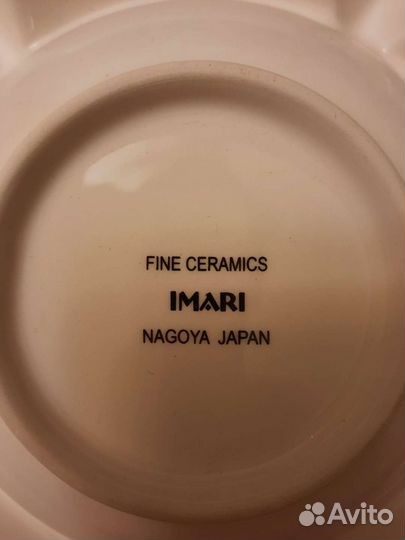 FINE CERAMICS
IMARI
NAGOYA JAPAN
Avito